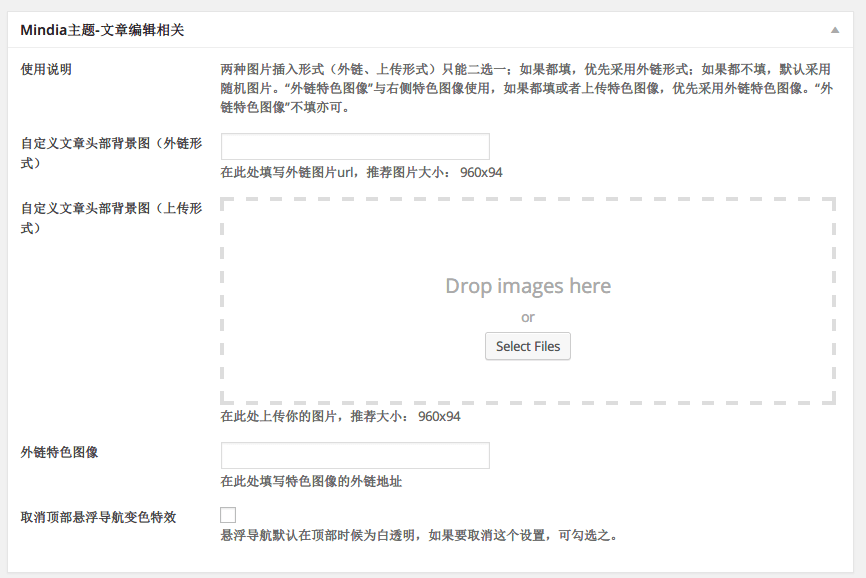 Mindia主题-文章编辑相关
使用说明
两种图片插入形式（外链、上传形式）只能二选一；如果都填，优先采用外链形式；如果都不填，默认采用
随机图片。“外链特色图像”与右侧特色图像使用，如果都填或者上传特色图像，优先采用外链特色图像。“外
链特色图像”不填亦可。
自定义文章头部背景图（外链形
式）
在此处填写外链图片url，推荐图片大小： 960x94
自定义文章头部背景图（上传形
式）
Drop images here
or
Select Files
在此处上传你的图片，推荐大小： 960x94
外链特色图像
在此处填写特色图像的外链地址
取消顶部悬浮导航变色特效
悬浮导航默认在顶部时候为白透明，如果要取消这个设置，可勾选之。